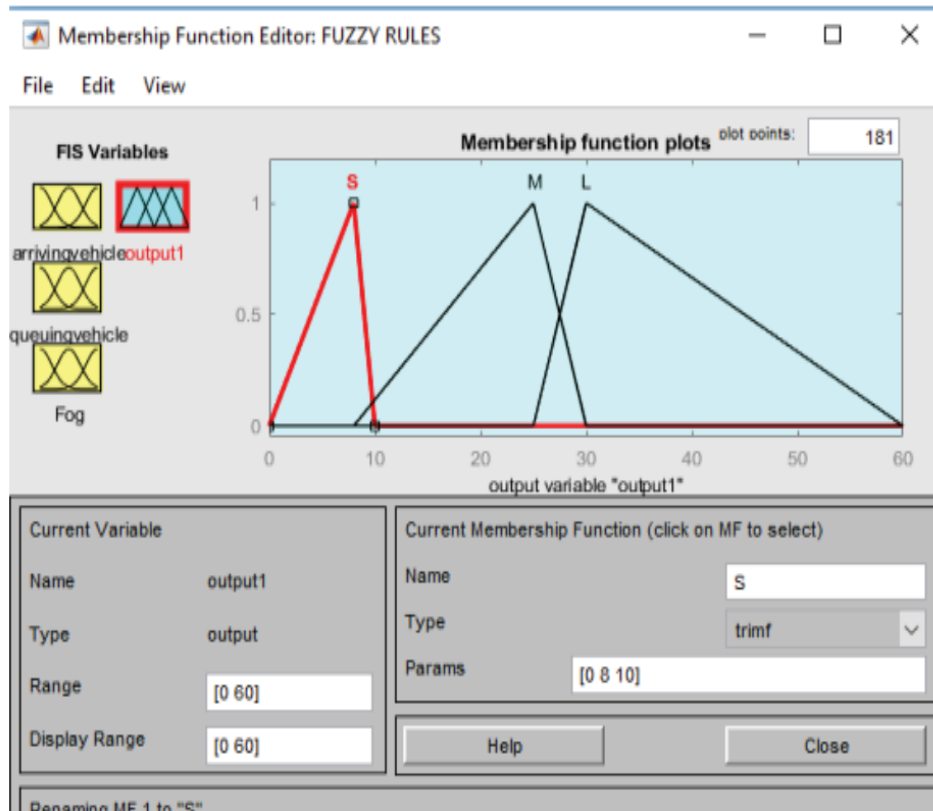 Membership Function Editor: FUZZY RULES
File Edit View
FIS Variables
arrivingvehicle
output1
queuingvehicle
Fog
Membership function plots
plot points:
181
S
M
L
1
0.5
0
0 10 20 30 40 50 60
output variable "output1"
Current Variable
Name output1
Type output
Range [0 60]
Display Range [0 60]
Current Membership Function (click on MF to select)
Name S
Type trimf
Params [0 8 10]
Help Close
Renaming MF 1 to "S"